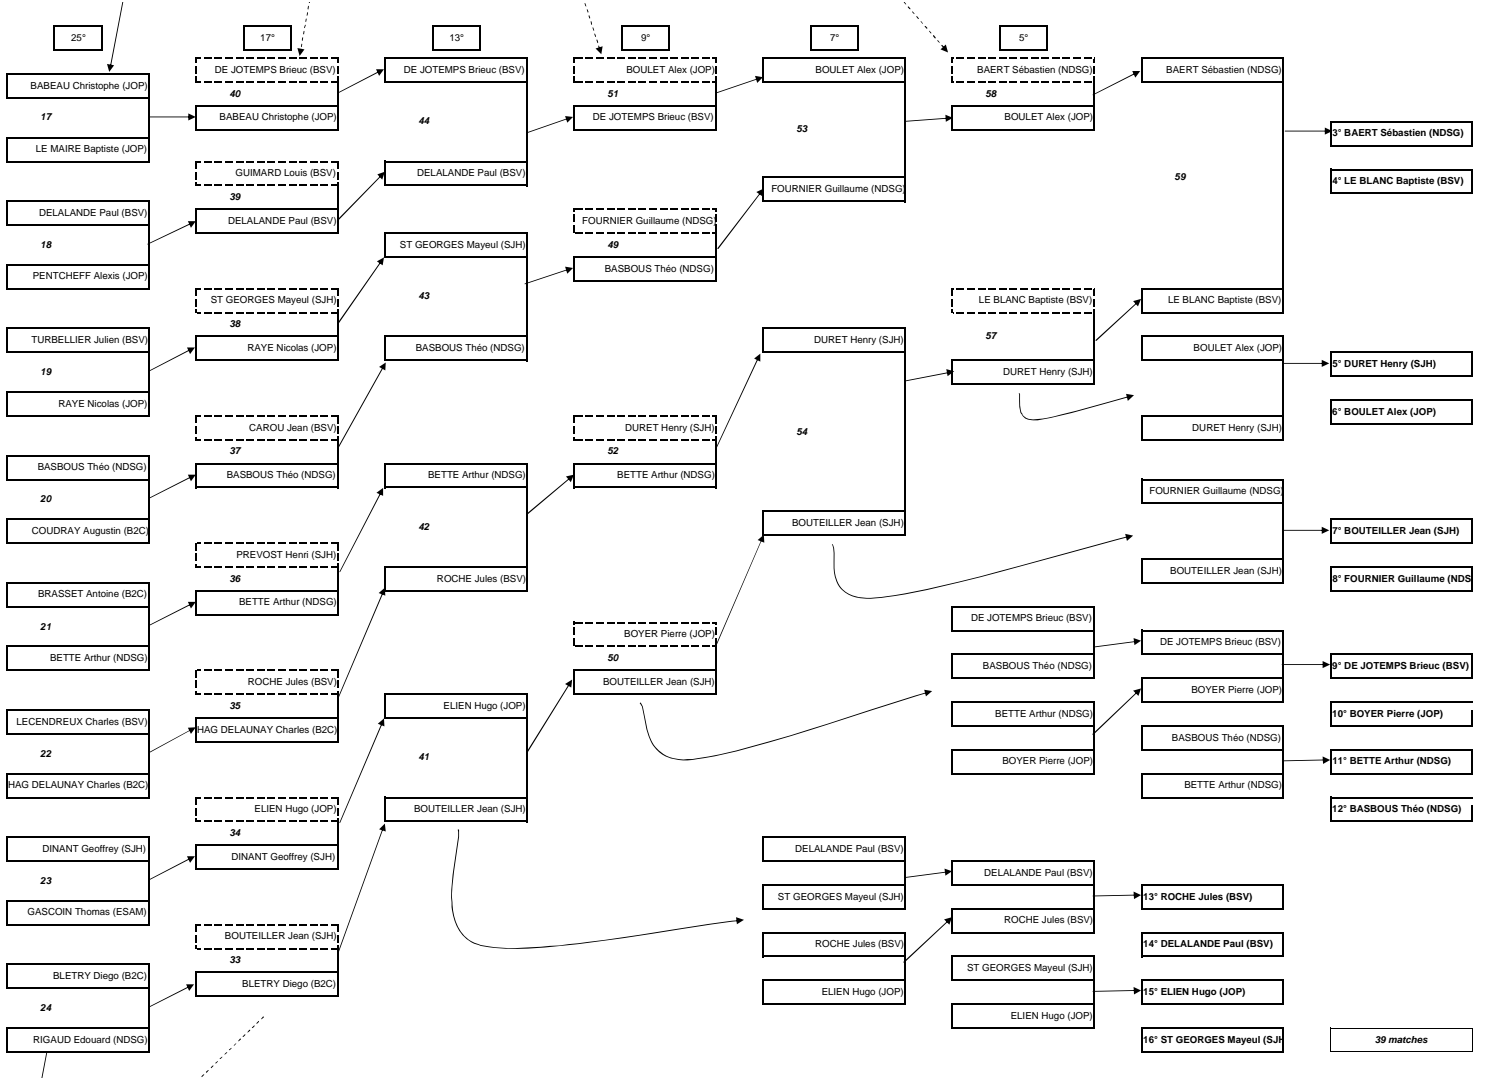 25°
17°
13°
9°
7°
5°
BABEAU Christophe (JOP)
17
LE MAIRE Baptiste (JOP)
DELALANDE Paul (BSV)
18
PENTCHEFF Alexis (JOP)
TURBELLIER Julien (BSV)
19
RAYE Nicolas (JOP)
BASBOUS Théo (NDSG)
20
COUDRAY Augustin (B2C)
BRASSET Antoine (B2C)
21
BETTE Arthur (NDSG)
LECENDREUX Charles (BSV)
22
HAG DELAUNAY Charles (B2C)
DINANT Geoffrey (SJH)
23
GASCOIN Thomas (ESAM)
BLETRY Diego (B2C)
24
RIGAUD Edouard (NDSG)
DE JOTEMPS Brieuc (BSV)
40
BABEAU Christophe (JOP)
GUIMARD Louis (BSV)
39
DELALANDE Paul (BSV)
ST GEORGES Mayeul (SJH)
38
RAYE Nicolas (JOP)
CAROU Jean (BSV)
37
BASBOUS Théo (NDSG)
PREVOST Henri (SJH)
36
BETTE Arthur (NDSG)
ROCHE Jules (BSV)
35
HAG DELAUNAY Charles (B2C)
ELIEN Hugo (JOP)
34
DINANT Geoffrey (SJH)
BOUTEILLER Jean (SJH)
33
BLETRY Diego (B2C)
DE JOTEMPS Brieuc (BSV)
44
DELALANDE Paul (BSV)
ST GEORGES Mayeul (SJH)
43
BASBOUS Théo (NDSG)
BETTE Arthur (NDSG)
42
ROCHE Jules (BSV)
ELIEN Hugo (JOP)
41
BOUTEILLER Jean (SJH)
BOULET Alex (JOP)
51
DE JOTEMPS Brieuc (BSV)
FOURNIER Guillaume (NDSG)
49
BASBOUS Théo (NDSG)
DURET Henry (SJH)
52
BETTE Arthur (NDSG)
BOYER Pierre (JOP)
50
BOUTEILLER Jean (SJH)
BOULET Alex (JOP)
53
FOURNIER Guillaume (NDSG)
DURET Henry (SJH)
54
BOUTEILLER Jean (SJH)
DELALANDE Paul (BSV)
ST GEORGES Mayeul (SJH)
ROCHE Jules (BSV)
ELIEN Hugo (JOP)
BAERT Sébastien (NDSG)
58
BOULET Alex (JOP)
LE BLANC Baptiste (BSV)
57
DURET Henry (SJH)
DE JOTEMPS Brieuc (BSV)
BASBOUS Théo (NDSG)
BETTE Arthur (NDSG)
BOYER Pierre (JOP)
DELALANDE Paul (BSV)
ROCHE Jules (BSV)
ST GEORGES Mayeul (SJH)
ELIEN Hugo (JOP)
BAERT Sébastien (NDSG)
59
LE BLANC Baptiste (BSV)
BOULET Alex (JOP)
DURET Henry (SJH)
FOURNIER Guillaume (NDSG)
BOUTEILLER Jean (SJH)
DE JOTEMPS Brieuc (BSV)
BOYER Pierre (JOP)
BASBOUS Théo (NDSG)
BETTE Arthur (NDSG)
13° ROCHE Jules (BSV)
14° DELALANDE Paul (BSV)
15° ELIEN Hugo (JOP)
16° ST GEORGES Mayeul (SJH
3° BAERT Sébastien (NDSG)
4° LE BLANC Baptiste (BSV)
5° DURET Henry (SJH)
6° BOULET Alex (JOP)
7° BOUTEILLER Jean (SJH)
8° FOURNIER Guillaume (NDS
9° DE JOTEMPS Brieuc (BSV)
10° BOYER Pierre (JOP)
11° BETTE Arthur (NDSG)
12° BASBOUS Théo (NDSG)
39 matches